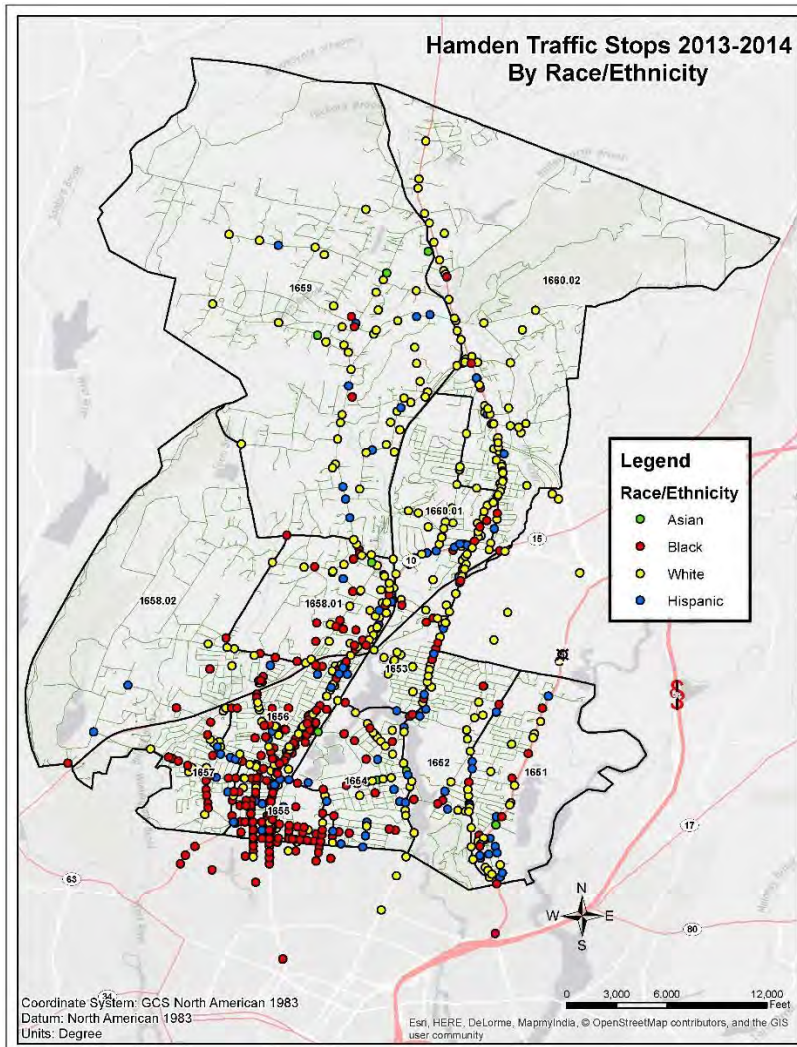 Hamden Traffic Stops 2013-2014
By Race/Ethnicity
1659
1660.02
Legend
Race/Ethnicity
Asian
Black
White
Hispanic
1660.01
15
10
1658.02
1658.01
1653
1656
1657
1654
1652
1651
1655
17
63
N
W E
S
80
34
Coordinate System: GCS North American 1983
Datum: North American 1983
Units: Degree
0 3,000 6,000 12,000
Feet
Esri, HERE, DeLorme, MapmyIndia, © OpenStreetMap contributors, and the GIS
user community